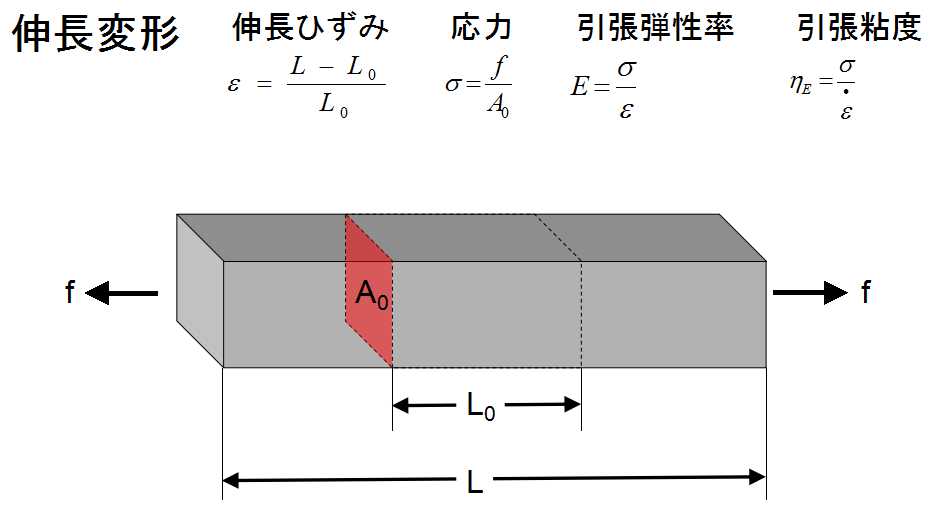 伸長変形
伸長ひずみ 応力 引張弾性率 引張粘度
ε = (L − L₀)/L₀ σ = f/A₀ E = σ/ε η_E = σ/ε̇
f A₀ f
L₀
L